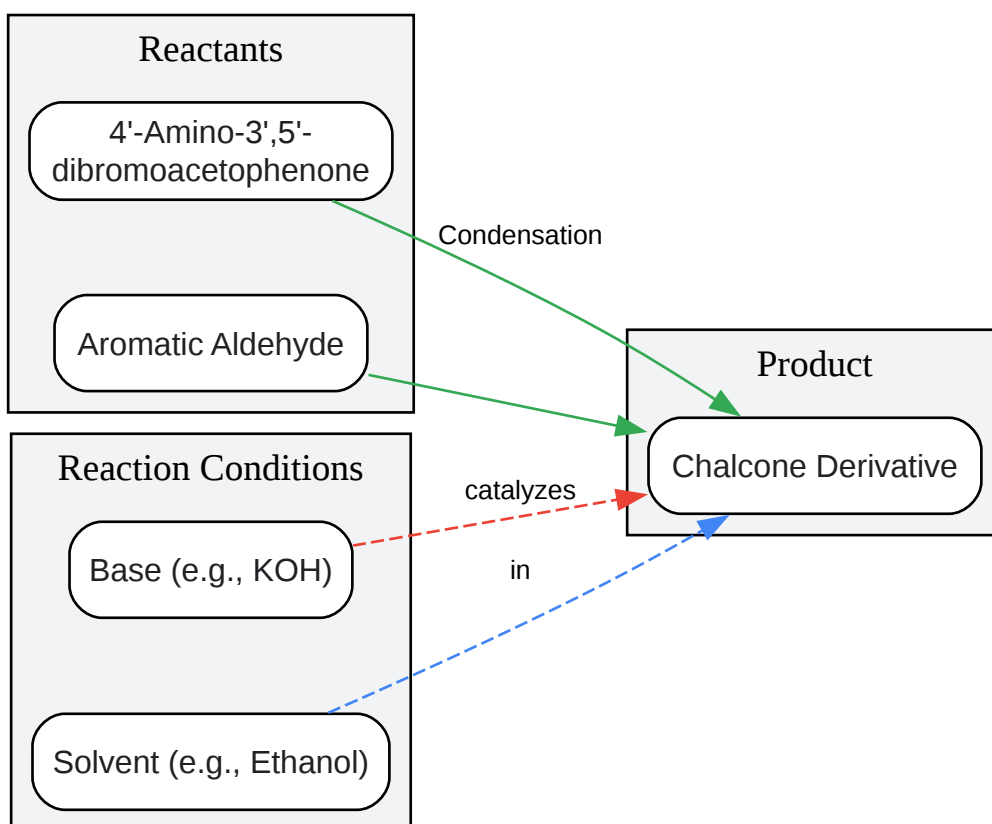 Reactants
4'-Amino-3',5'-
dibromoacetophenone
Condensation
Aromatic Aldehyde
Product
Chalcone Derivative
Reaction Conditions
catalyzes
Base (e.g., KOH)
in
Solvent (e.g., Ethanol)